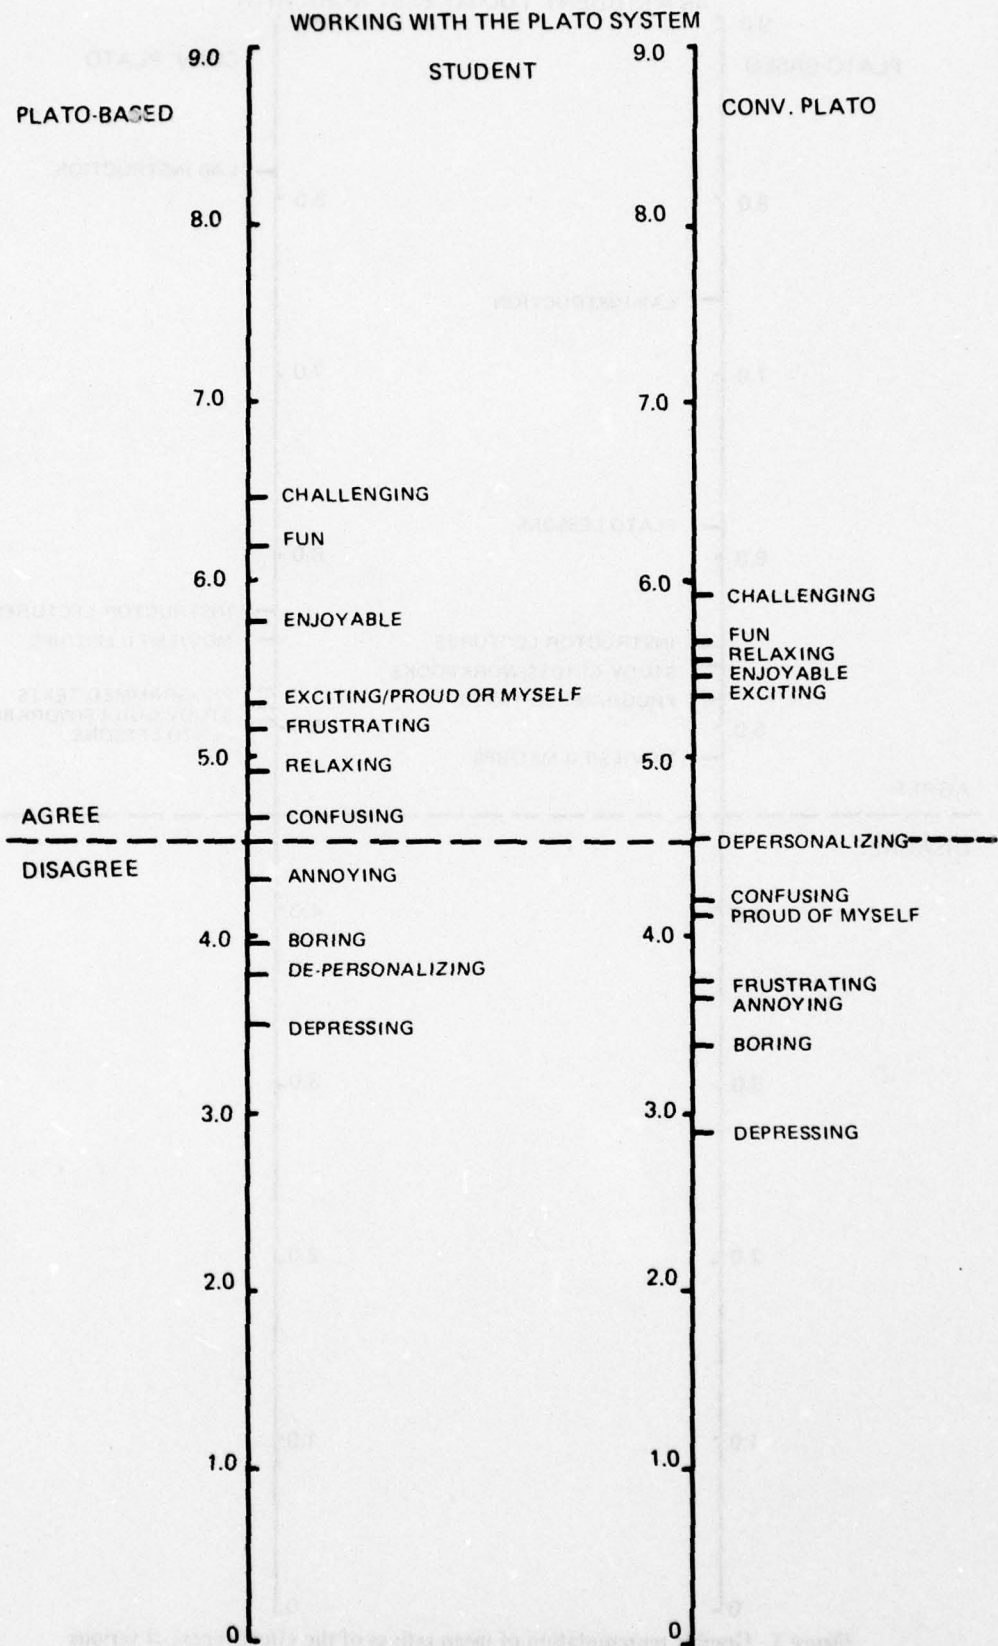 WORKING WITH THE PLATO SYSTEM
STUDENT
PLATO-BASED
9.0
8.0
7.0
CHALLENGING
FUN
6.0
ENJOYABLE
EXCITING/PROUD OR MYSELF
FRUSTRATING
5.0
RELAXING
CONFUSING
AGREE
DISAGREE
ANNOYING
4.0
BORING
DE-PERSONALIZING
DEPRESSING
3.0
2.0
1.0
0
CONV. PLATO
9.0
8.0
7.0
6.0
CHALLENGING
FUN
RELAXING
ENJOYABLE
EXCITING
5.0
DEPERSONALIZING
CONFUSING
PROUD OF MYSELF
4.0
FRUSTRATING
ANNOYING
BORING
3.0
DEPRESSING
2.0
1.0
0